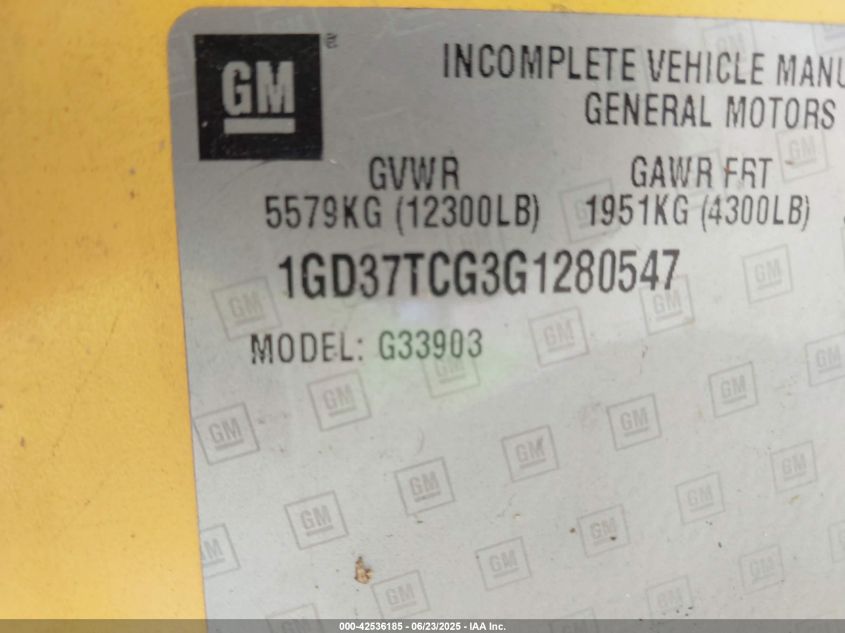 GM
INCOMPLETE VEHICLE MANU
GENERAL MOTORS
GVWR GAWR FRT
5579KG (12300LB) 1951KG (4300LB)
1GD37TCG3G1280547
MODEL: G33903
000-42536185 - 06/23/2025 - IAA Inc.